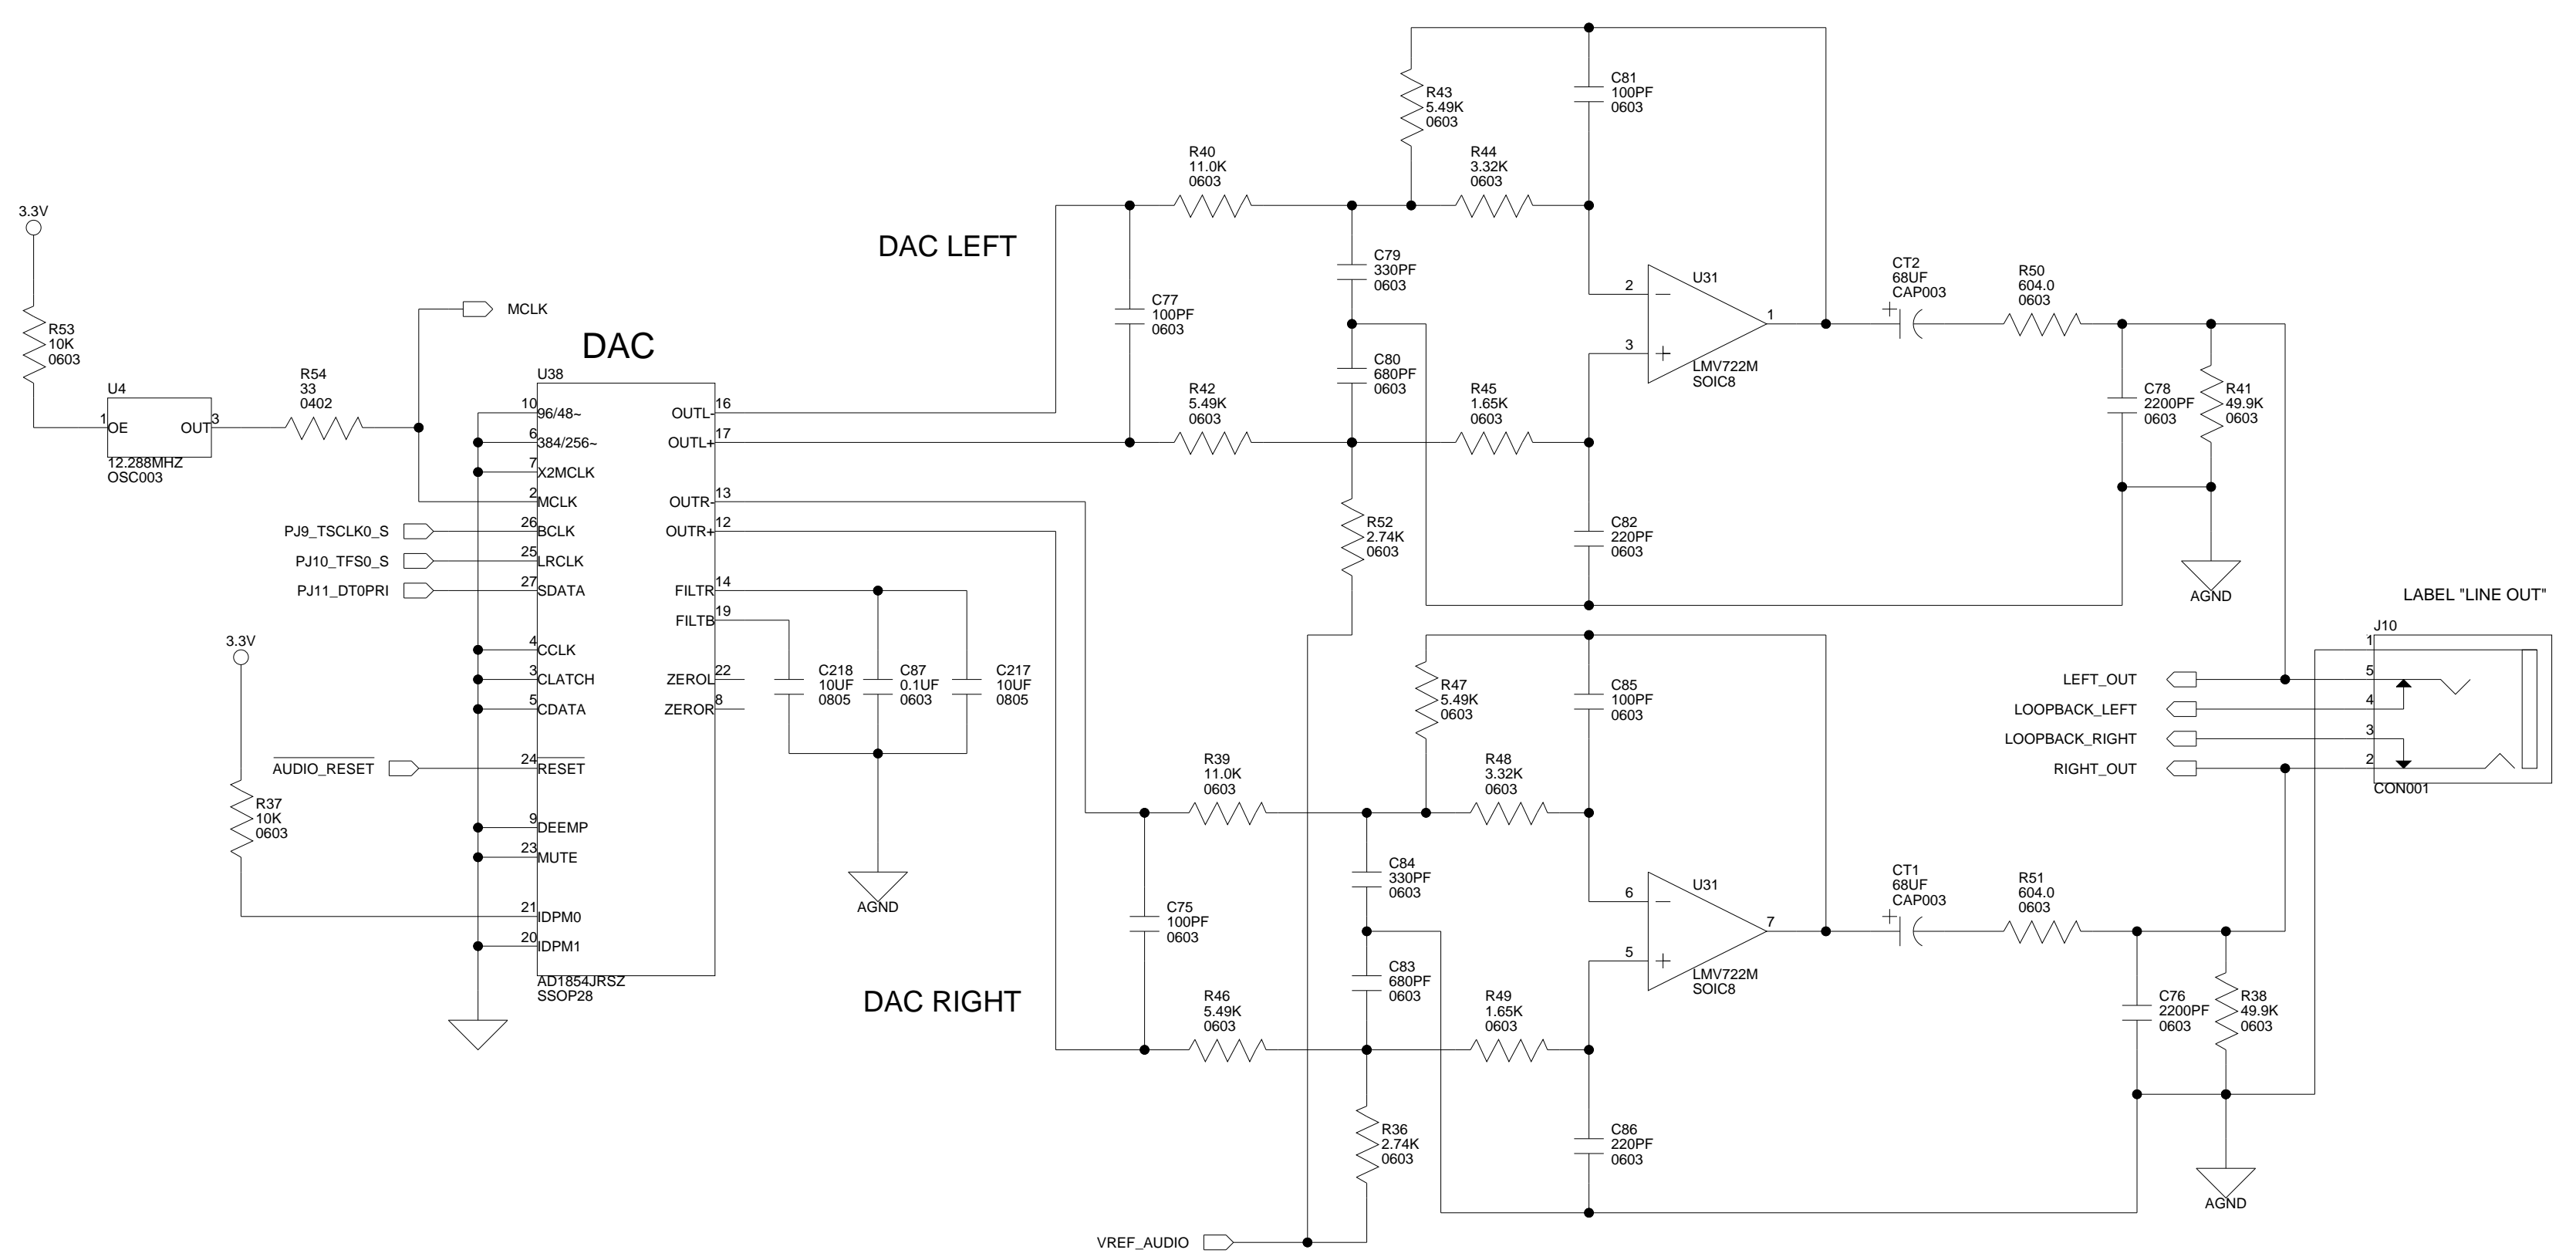 C81
100PF
0603
R43
5.49K
0603
R40
11.0K
0603
R44
3.32K
0603
3.3V
DAC LEFT
C79
330PF
0603
CT2
68UF
CAP003
R50
604.0
0603
U31
2
1
3
LMV722M
SOIC8
C77
100PF
0603
MCLK
R53
10K
0603
DAC
C80
680PF
0603
R42
5.49K
0603
R45
1.65K
0603
C78
2200PF
0603
R41
49.9K
0603
AGND
U4
1
OE
OUT
3
12.288MHZ
OSC003
R54
33
0402
U38
10
96/48~
6
384/256~
7
X2MCLK
2
MCLK
PJ9_TSCLK0_S
26
BCLK
PJ10_TFS0_S
25
LRCLK
PJ11_DT0PRI
27
SDATA
4
CCLK
3
CLATCH
5
CDATA
AUDIO_RESET
24
RESET
9
DEEMP
23
MUTE
21
IDPM0
20
IDPM1
AD1854JRSZ
SSOP28
OUTL-
16
OUTL+
17
OUTR-
13
OUTR+
12
FILTR
14
FILTB
19
ZEROL
22
ZEROR
8
3.3V
R37
10K
0603
C218
10UF
0805
C87
0.1UF
0603
C217
10UF
0805
AGND
R52
2.74K
0603
C82
220PF
0603
LABEL "LINE OUT"
J10
1
LEFT_OUT
5
LOOPBACK_LEFT
4
LOOPBACK_RIGHT
3
RIGHT_OUT
2
CON001
R47
5.49K
0603
C85
100PF
0603
R39
11.0K
0603
R48
3.32K
0603
C84
330PF
0603
C75
100PF
0603
C83
680PF
0603
U31
6
7
5
LMV722M
SOIC8
CT1
68UF
CAP003
R51
604.0
0603
DAC RIGHT
R46
5.49K
0603
R49
1.65K
0603
C76
2200PF
0603
R38
49.9K
0603
R36
2.74K
0603
C86
220PF
0603
AGND
VREF_AUDIO